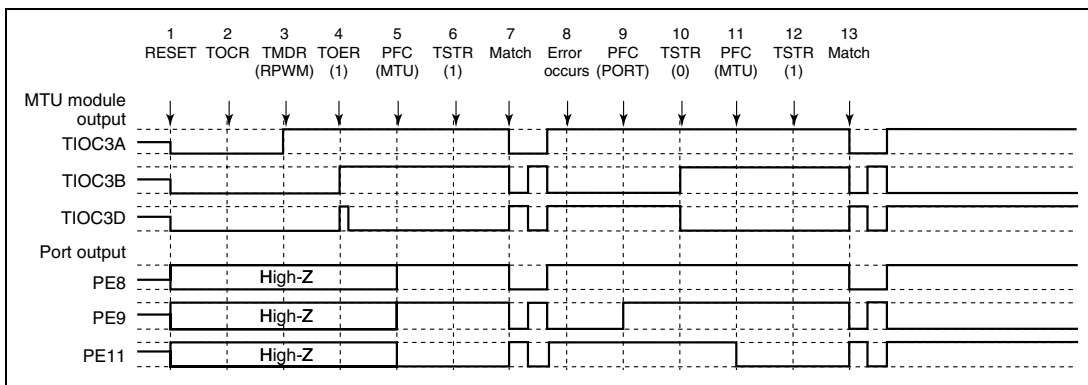 1 2 3 4 5 6 7 8 9 10 11 12 13
RESET TOCR TMDR TOER PFC TSTR Match Error PFC TSTR PFC TSTR Match
(RPWM) (1) (MTU) (1) occurs (PORT) (0) (MTU) (1)
MTU module
output
TIOC3A
TIOC3B
TIOC3D
Port output
PE8 High-Z
PE9 High-Z
PE11 High-Z